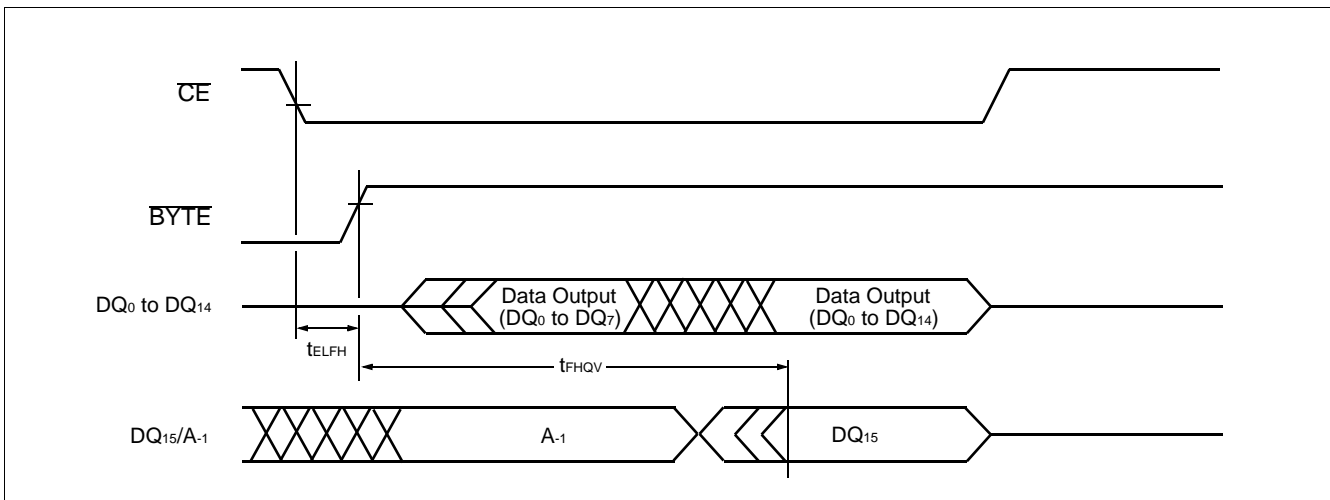 CE
BYTE
DQ0 to DQ14
Data Output
(DQ0 to DQ7)
Data Output
(DQ0 to DQ14)
tELFH
tFHQV
DQ15/A-1
A-1
DQ15